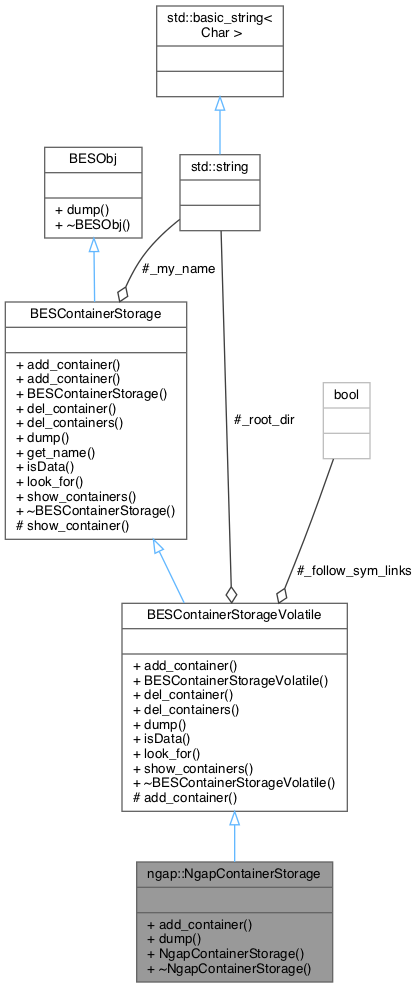 std::basic_string<
Char >
BESObj
+ dump()
+ ~BESObj()
std::string
#_my_name
BESContainerStorage
+ add_container()
+ add_container()
+ BESContainerStorage()
+ del_container()
+ del_containers()
+ dump()
+ get_name()
+ isData()
+ look_for()
+ show_containers()
+ ~BESContainerStorage()
# show_container()
bool
#_root_dir
#_follow_sym_links
BESContainerStorageVolatile
+ add_container()
+ BESContainerStorageVolatile()
+ del_container()
+ del_containers()
+ dump()
+ isData()
+ look_for()
+ show_containers()
+ ~BESContainerStorageVolatile()
# add_container()
ngap::NgapContainerStorage
+ add_container()
+ dump()
+ NgapContainerStorage()
+ ~NgapContainerStorage()